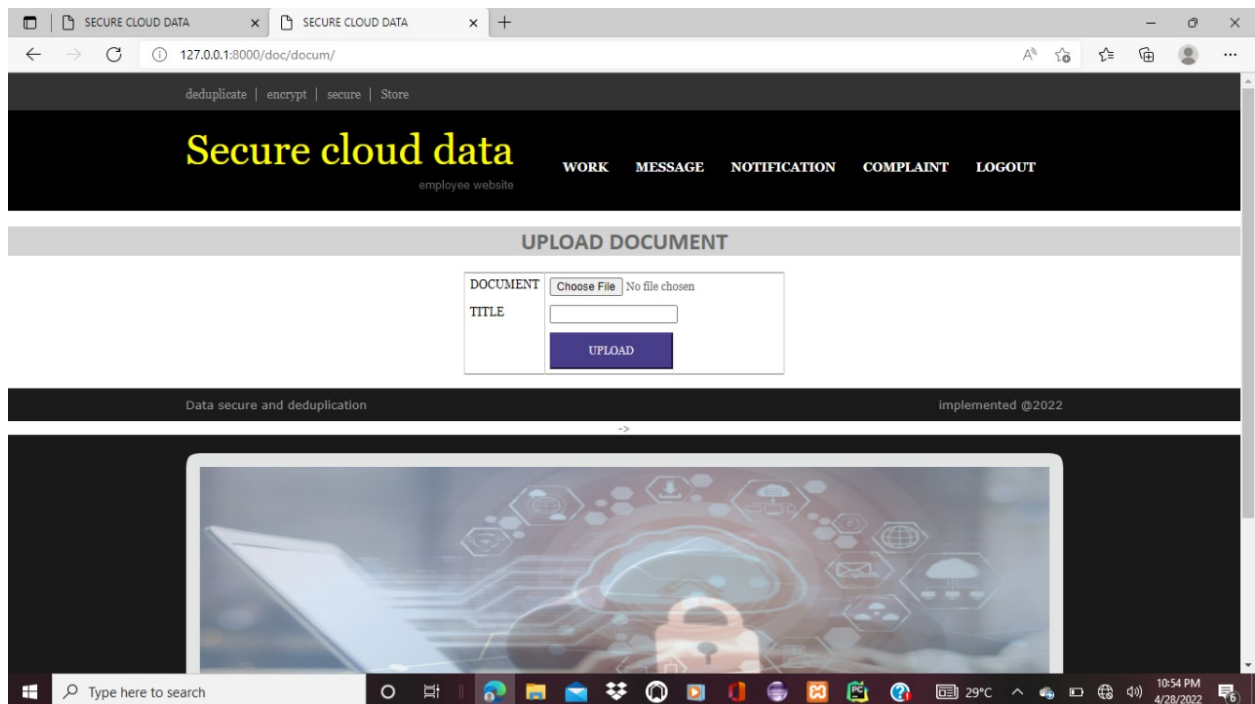 SECURE CLOUD DATA
SECURE CLOUD DATA
127.0.0.1:8000/doc/docum/
deduplicate | encrypt | secure | Store
Secure cloud data
employee website
WORK MESSAGE NOTIFICATION COMPLAINT LOGOUT
UPLOAD DOCUMENT
DOCUMENT Choose File No file chosen
TITLE
UPLOAD
Data secure and deduplication implemented @2022
->
Type here to search
29°C
10:54 PM
4/28/2022